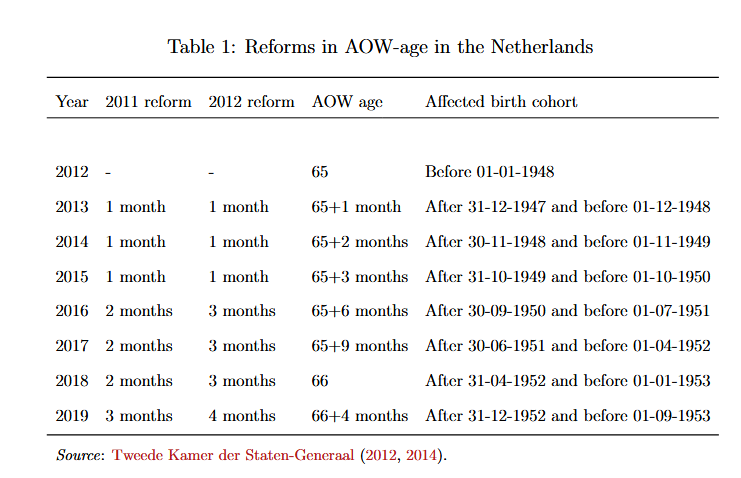 Table 1: Reforms in AOW-age in the Netherlands
Year 2011 reform 2012 reform AOW age Affected birth cohort
2012 - - 65 Before 01-01-1948
2013 1 month 1 month 65+1 month After 31-12-1947 and before 01-12-1948
2014 1 month 1 month 65+2 months After 30-11-1948 and before 01-11-1949
2015 1 month 1 month 65+3 months After 31-10-1949 and before 01-10-1950
2016 2 months 3 months 65+6 months After 30-09-1950 and before 01-07-1951
2017 2 months 3 months 65+9 months After 30-06-1951 and before 01-04-1952
2018 2 months 3 months 66 After 31-04-1952 and before 01-01-1953
2019 3 months 4 months 66+4 months After 31-12-1952 and before 01-09-1953
Source: Tweede Kamer der Staten-Generaal (2012, 2014).